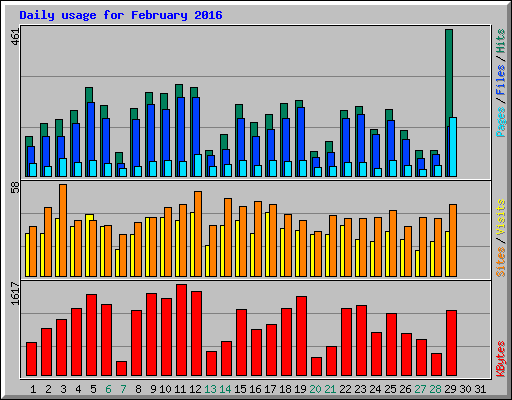 Daily usage for February 2016
461
Pages / Files / Hits
58
Sites / Visits
1617
KBytes
1 2 3 4 5 6 7 8 9 10 11 12 13 14 15 16 17 18 19 20 21 22 23 24 25 26 27 28 29 30 31